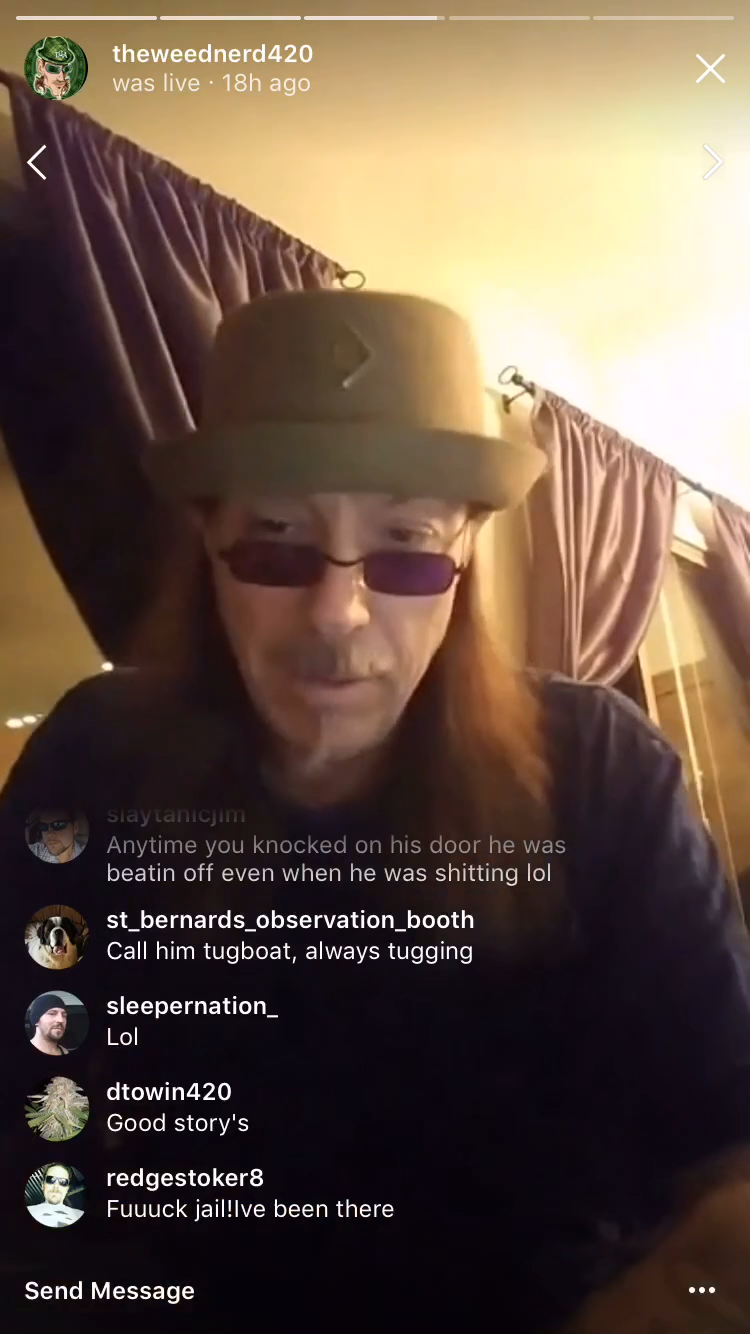 theweednerd420
was live · 18h ago
slaytanicjim
Anytime you knocked on his door he was
beatin off even when he was shitting lol
st_bernards_observation_booth
Call him tugboat, always tugging
sleepernation_
Lol
dtowin420
Good story's
redgestoker8
Fuuuck jail!Ive been there
Send Message